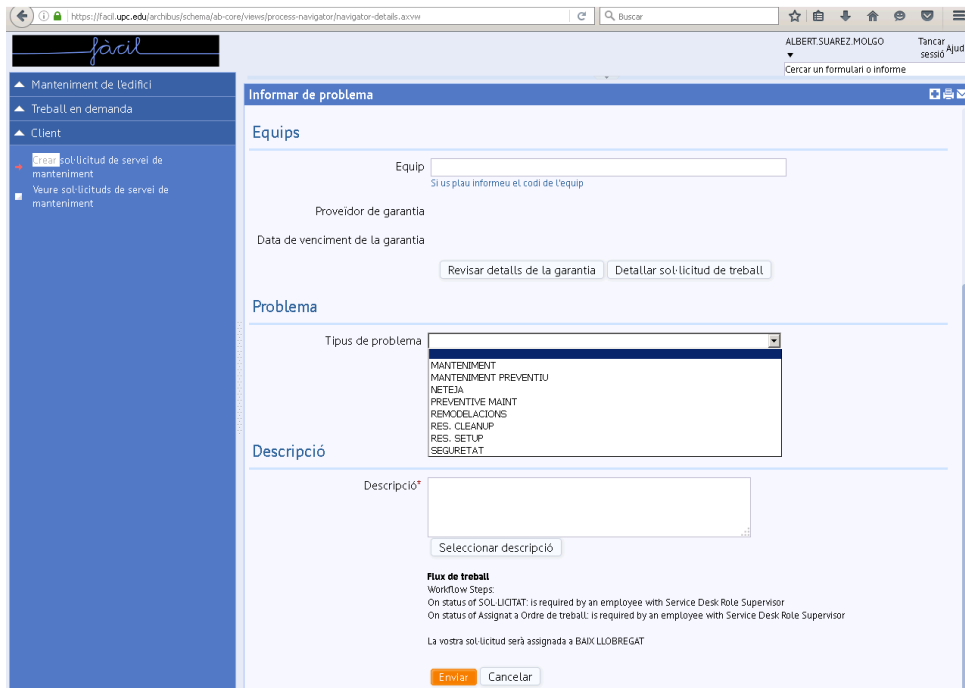 https://facil.upc.edu/archibus/schema/ab-core/views/process-navigator/navigator-details.axvw
Buscar
fàcil
ALBERT.SUAREZ.MOLGO
Tancar sessió
Ajud
Cercar un formulari o informe
Manteniment de l'edifici
Treball en demanda
Client
Crear sol·licitud de servei de
manteniment
Veure sol·licituds de servei de
manteniment
Informar de problema
Equips
Equip
Si us plau informeu el codi de l'equip
Proveïdor de garantia
Data de venciment de la garantia
Revisar detalls de la garantia Detallar sol·licitud de treball
Problema
Tipus de problema
MANTENIMENT
MANTENIMENT PREVENTIU
NETEJA
PREVENTIVE MAINT
REMODELACIONS
RES. CLEANUP
RES. SETUP
SEGURETAT
Descripció
Descripció*
Seleccionar descripció
Flux de treball
Workflow Steps:
On status of SOL·LICITAT: is required by an employee with Service Desk Role Supervisor
On status of Assignat a Ordre de treball: is required by an employee with Service Desk Role Supervisor
La vostra sol·licitud serà assignada a BAIX LLOBREGAT
Enviar Cancelar